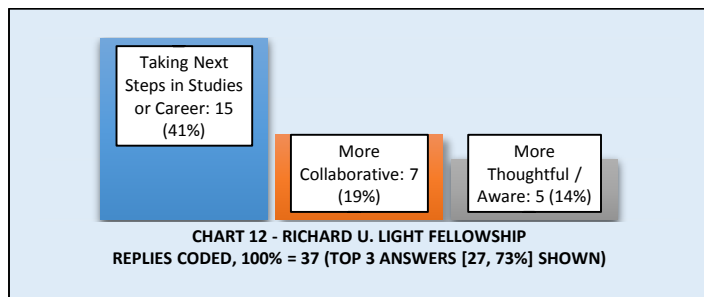 Taking Next
Steps in Studies
or Career: 15
(41%)
More
Collaborative: 7
(19%)
More
Thoughtful /
Aware: 5 (14%)
CHART 12 - RICHARD U. LIGHT FELLOWSHIP
REPLIES CODED, 100% = 37 (TOP 3 ANSWERS [27, 73%] SHOWN)